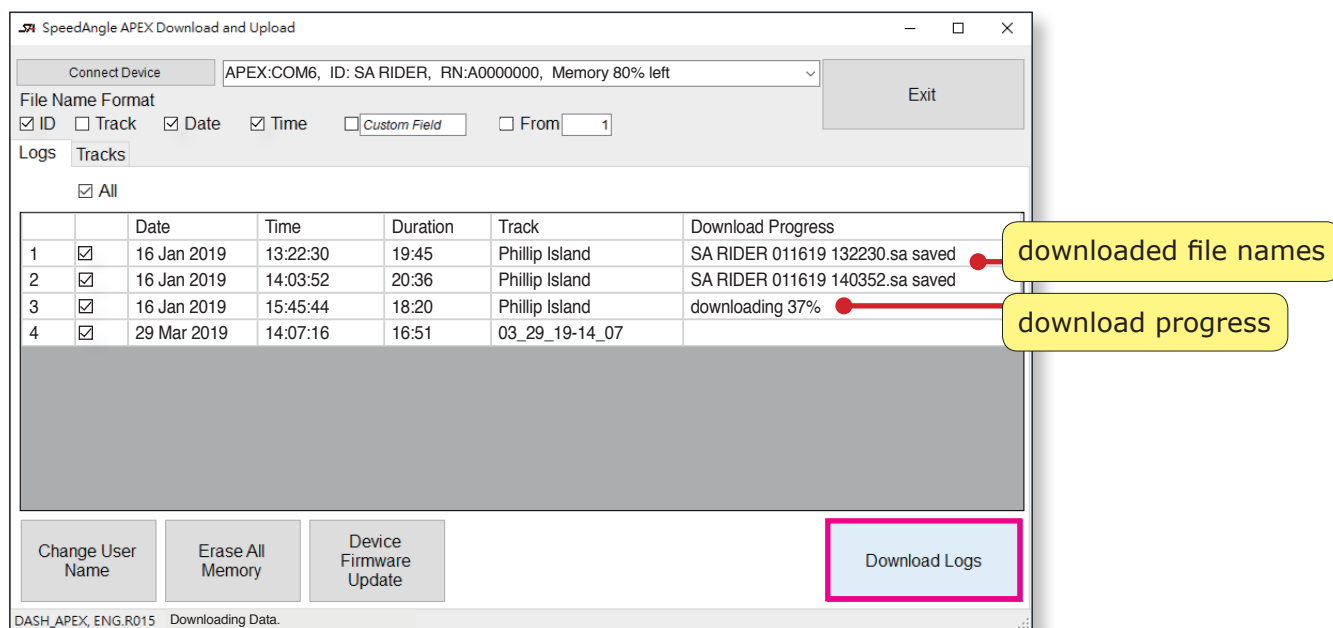 SA SpeedAngle APEX Download and Upload
Connect Device APEX:COM6, ID: SA RIDER, RN:A0000000, Memory 80% left
Exit
File Name Format
ID Track Date Time Custom Field From 1
Logs Tracks
All
Date Time Duration Track Download Progress
1 16 Jan 2019 13:22:30 19:45 Phillip Island SA RIDER 011619 132230.sa saved
2 16 Jan 2019 14:03:52 20:36 Phillip Island SA RIDER 011619 140352.sa saved
3 16 Jan 2019 15:45:44 18:20 Phillip Island downloading 37%
4 29 Mar 2019 14:07:16 16:51 03_29_19-14_07
downloaded file names
download progress
Change User
Name
Erase All
Memory
Device
Firmware
Update
Download Logs
DASH_APEX, ENG.R015 Downloading Data.